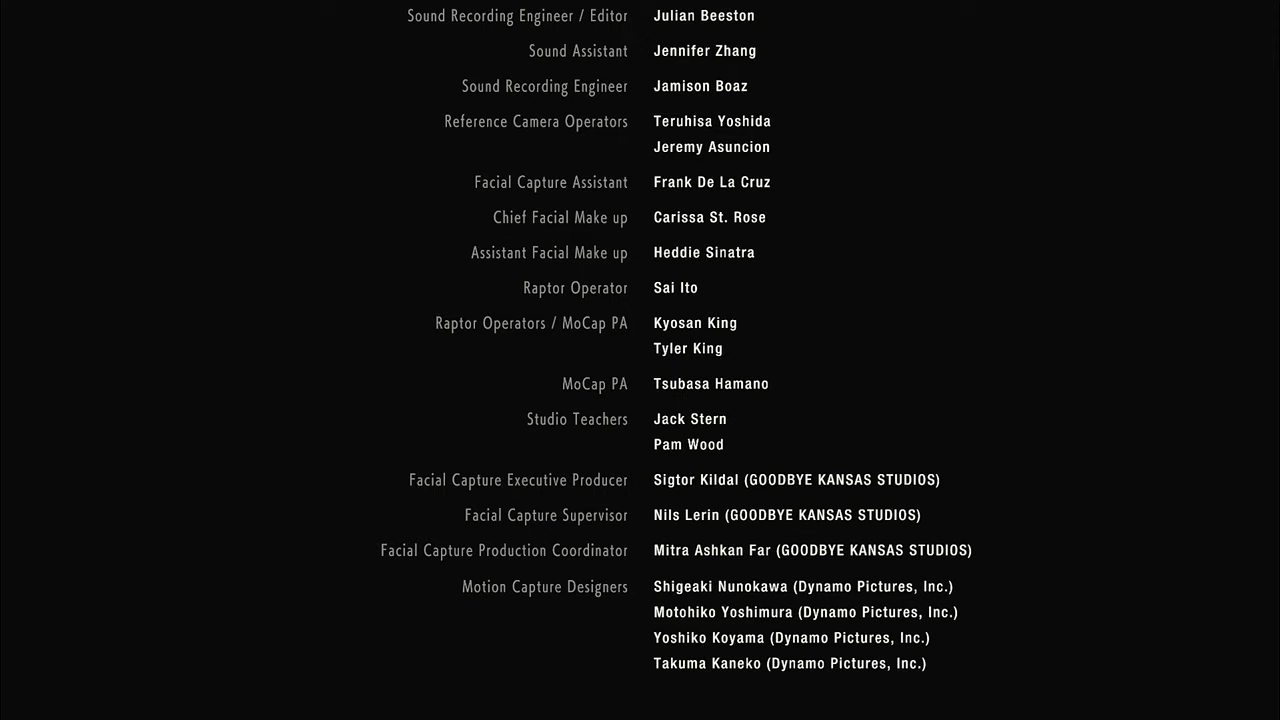 Sound Recording Engineer / Editor Julian Beeston
Sound Assistant Jennifer Zhang
Sound Recording Engineer Jamison Boaz
Reference Camera Operators Teruhisa Yoshida
Jeremy Asuncion
Facial Capture Assistant Frank De La Cruz
Chief Facial Make up Carissa St. Rose
Assistant Facial Make up Heddie Sinatra
Raptor Operator Sai Ito
Raptor Operators / MoCap PA Kyosan King
Tyler King
MoCap PA Tsubasa Hamano
Studio Teachers Jack Stern
Pam Wood
Facial Capture Executive Producer Sigtor Kildal (GOODBYE KANSAS STUDIOS)
Facial Capture Supervisor Nils Lerin (GOODBYE KANSAS STUDIOS)
Facial Capture Production Coordinator Mitra Ashkan Far (GOODBYE KANSAS STUDIOS)
Motion Capture Designers Shigeaki Nunokawa (Dynamo Pictures, Inc.)
Motohiko Yoshimura (Dynamo Pictures, Inc.)
Yoshiko Koyama (Dynamo Pictures, Inc.)
Takuma Kaneko (Dynamo Pictures, Inc.)